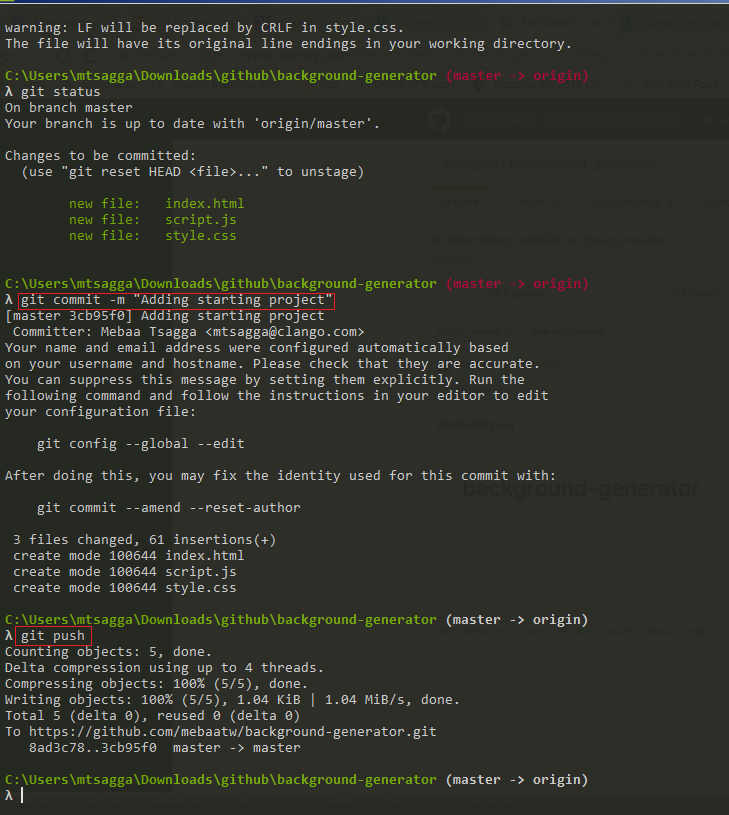 warning: LF will be replaced by CRLF in style.css.
The file will have its original line endings in your working directory.
C:\Users\mtsagga\Downloads\github\background-generator (master -> origin)
λ git status
On branch master
Your branch is up to date with 'origin/master'.
Changes to be committed:
(use "git reset HEAD <file>..." to unstage)
new file: index.html
new file: script.js
new file: style.css
C:\Users\mtsagga\Downloads\github\background-generator (master -> origin)
λ git commit -m "Adding starting project"
[master 3cb95f0] Adding starting project
Committer: Mebaa Tsagga <mtsagga@clango.com>
Your name and email address were configured automatically based
on your username and hostname. Please check that they are accurate.
You can suppress this message by setting them explicitly. Run the
following command and follow the instructions in your editor to edit
your configuration file:
git config --global --edit
After doing this, you may fix the identity used for this commit with:
background-generator
git commit --amend --reset-author
3 files changed, 61 insertions(+)
create mode 100644 index.html
create mode 100644 script.js
create mode 100644 style.css
C:\Users\mtsagga\Downloads\github\background-generator (master -> origin)
λ git push
Counting objects: 5, done.
Delta compression using up to 4 threads.
Compressing objects: 100% (5/5), done.
Writing objects: 100% (5/5), 1.04 KiB | 1.04 MiB/s, done.
Total 5 (delta 0), reused 0 (delta 0)
To https://github.com/mebaatw/background-generator.git
8ad3c78..3cb95f0 master -> master
C:\Users\mtsagga\Downloads\github\background-generator (master -> origin)
λ